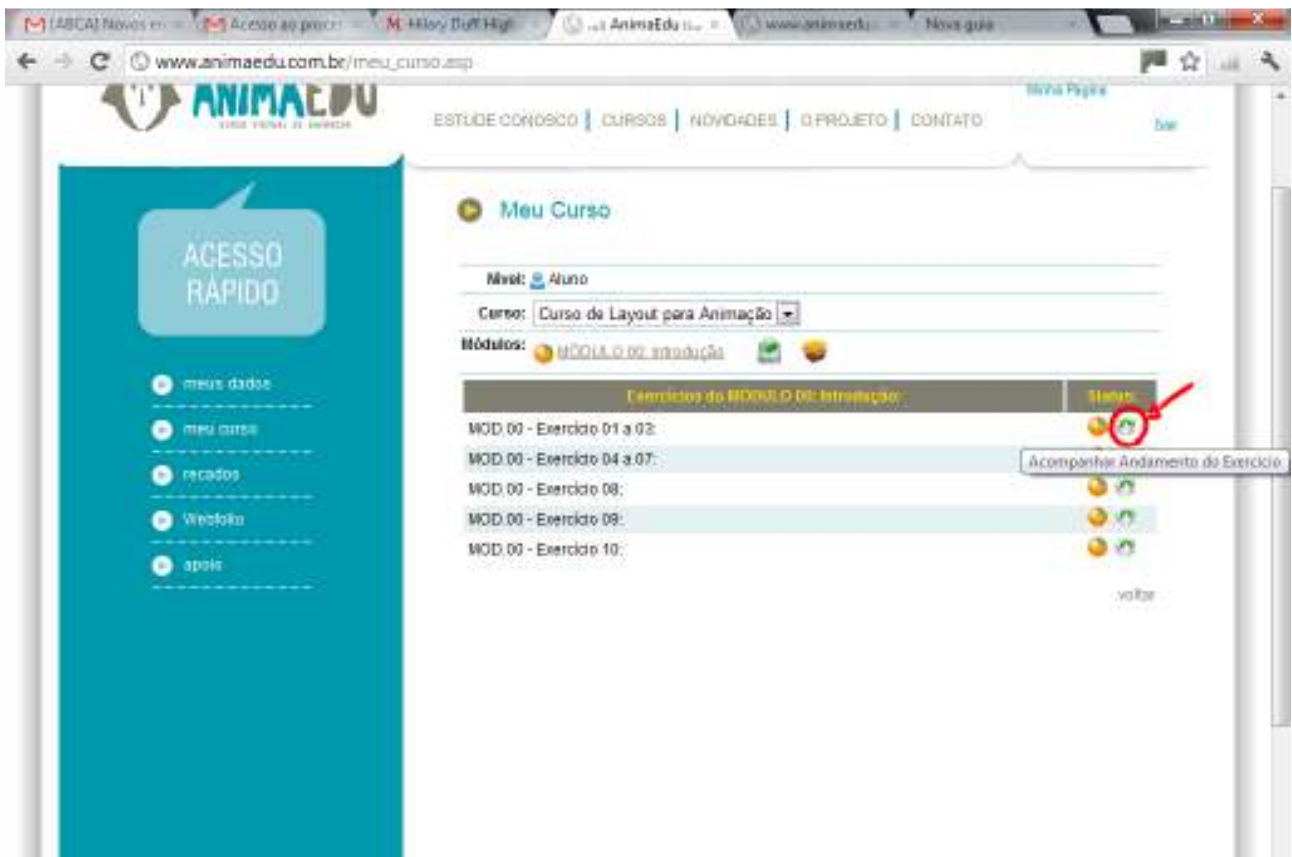 [ABCA] Novos en
Acesso ao proces
Hilary Duff High
AnimaEdu
www.animaedu
Nova guia
www.animaedu.com.br/meu_curso.asp
ANIMAEDU
Minha Página
ESTUDE CONOSCO | CURSOS | NOVIDADES | O PROJETO | CONTATO
Sair
ACESSO
RÁPIDO
meus dados
meu curso
recados
Webfolio
apoio
Meu Curso
Nível: Aluno
Curso: Curso de Layout para Animação
Módulos: MÓDULO 00: Introdução
Exercícios do MÓDULO 00: Introdução: Status:
MOD.00 - Exercício 01 a 03:
MOD.00 - Exercício 04 a 07:
Acompanhar Andamento do Exercício
MOD.00 - Exercício 08:
MOD.00 - Exercício 09:
MOD.00 - Exercício 10:
voltar